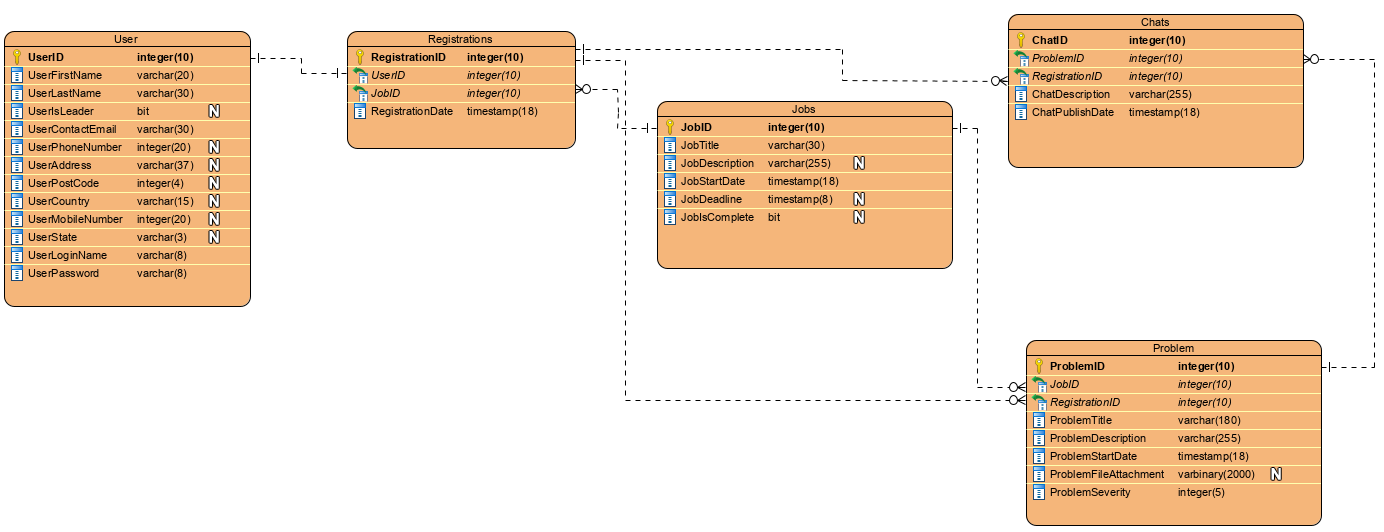 User
UserID integer(10)
UserFirstName varchar(20)
UserLastName varchar(30)
UserIsLeader bit N
UserContactEmail varchar(30)
UserPhoneNumber integer(20) N
UserAddress varchar(37) N
UserPostCode integer(4) N
UserCountry varchar(15) N
UserMobileNumber integer(20) N
UserState varchar(3) N
UserLoginName varchar(8)
UserPassword varchar(8)
Registrations
RegistrationID integer(10)
UserID integer(10)
JobID integer(10)
RegistrationDate timestamp(18)
Jobs
JobID integer(10)
JobTitle varchar(30)
JobDescription varchar(255) N
JobStartDate timestamp(18)
JobDeadline timestamp(8) N
JobIsComplete bit N
Chats
ChatID integer(10)
ProblemID integer(10)
RegistrationID integer(10)
ChatDescription varchar(255)
ChatPublishDate timestamp(18)
Problem
ProblemID integer(10)
JobID integer(10)
RegistrationID integer(10)
ProblemTitle varchar(180)
ProblemDescription varchar(255)
ProblemStartDate timestamp(18)
ProblemFileAttachment varbinary(2000) N
ProblemSeverity integer(5)